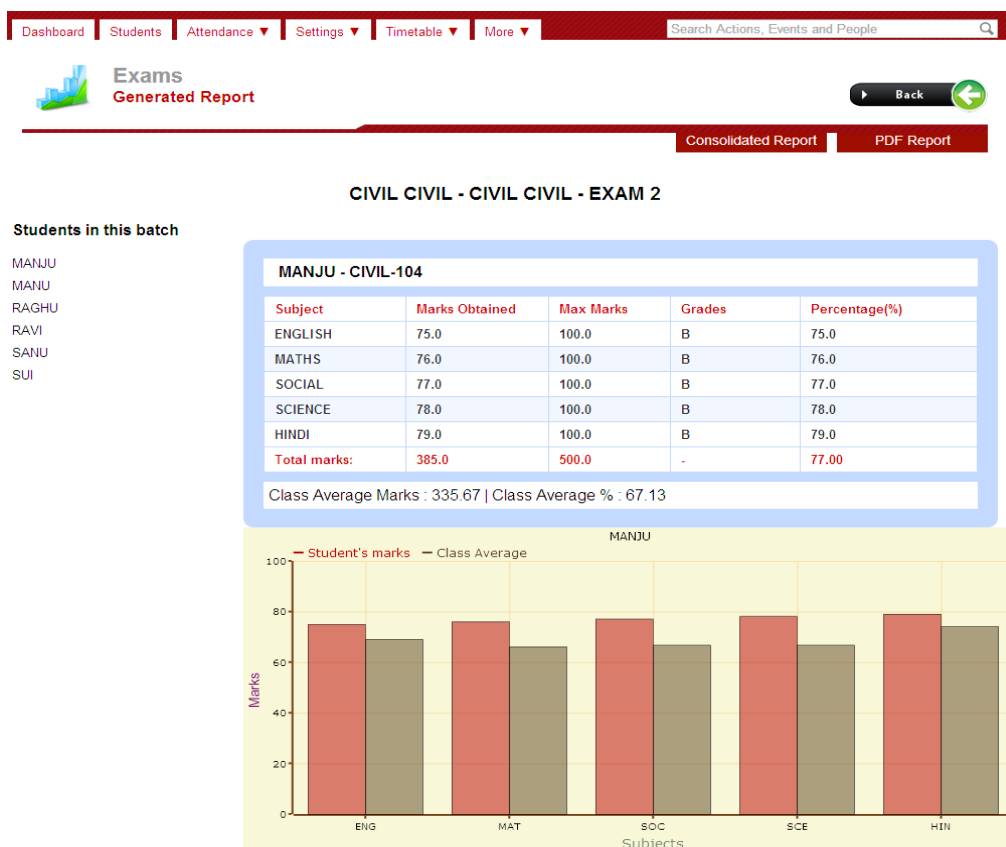 Dashboard Students Attendance ▼ Settings ▼ Timetable ▼ More ▼ Search Actions, Events and People
Exams
Generated Report
Back
Consolidated Report PDF Report
CIVIL CIVIL - CIVIL CIVIL - EXAM 2
Students in this batch
MANJU
MANU
RAGHU
RAVI
SANU
SUI
MANJU - CIVIL-104
Subject Marks Obtained Max Marks Grades Percentage(%)
ENGLISH 75.0 100.0 B 75.0
MATHS 76.0 100.0 B 76.0
SOCIAL 77.0 100.0 B 77.0
SCIENCE 78.0 100.0 B 78.0
HINDI 79.0 100.0 B 79.0
Total marks: 385.0 500.0 - 77.00
Class Average Marks : 335.67 | Class Average % : 67.13
MANJU
Student's marks Class Average
100
80
60
40
20
0
Marks
ENG MAT SOC SCE HIN
Subjects